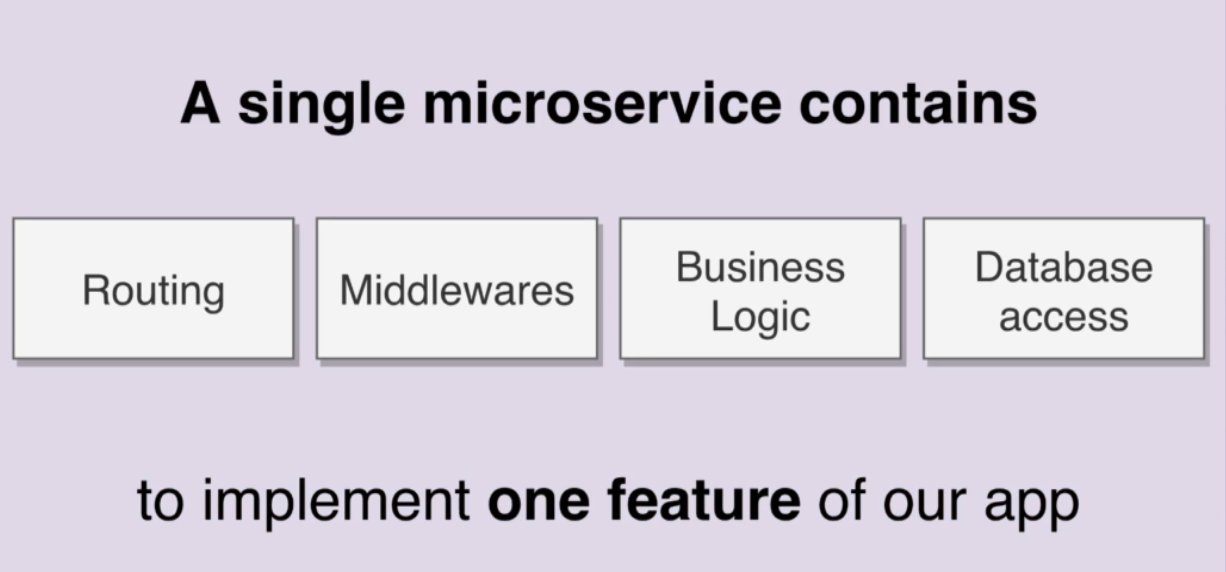 A single microservice contains
Routing
Middlewares
Business
Logic
Database
access
to implement one feature of our app